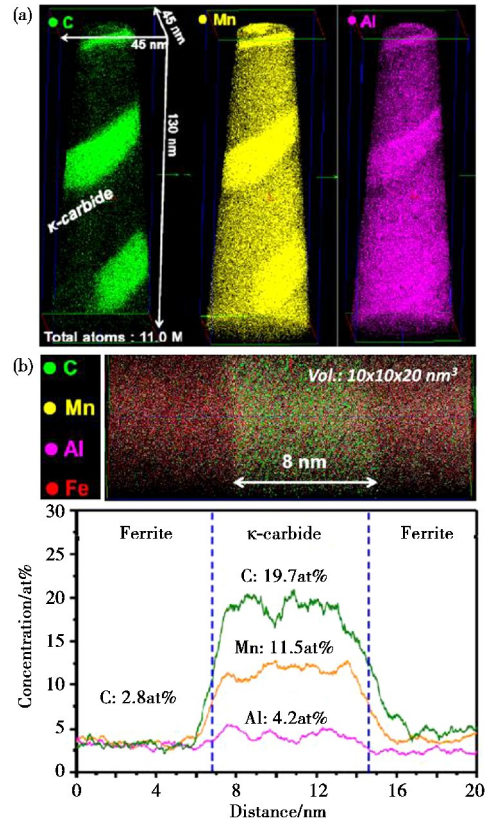 (a)
C
45 nm
45 nm
130 nm
κ-carbide
Total atoms : 11.0 M
Mn
Al
(b)
C
Mn
Al
Fe
Vol.: 10x10x20 nm³
8 nm
Concentration/at%
30
25
20
15
10
5
0
Ferrite
κ-carbide
Ferrite
C: 19.7at%
Mn: 11.5at%
C: 2.8at%
Al: 4.2at%
0 4 8 12 16 20
Distance/nm